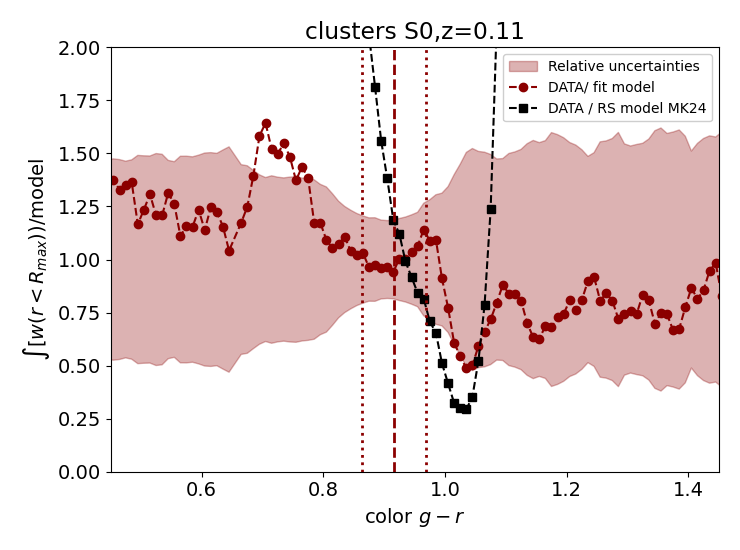 clusters S0,z=0.11
Relative uncertainties
DATA/ fit model
DATA / RS model MK24
∫[w(r < R_{max}))/model
2.00
1.75
1.50
1.25
1.00
0.75
0.50
0.25
0.00
0.6 0.8 1.0 1.2 1.4
color g − r